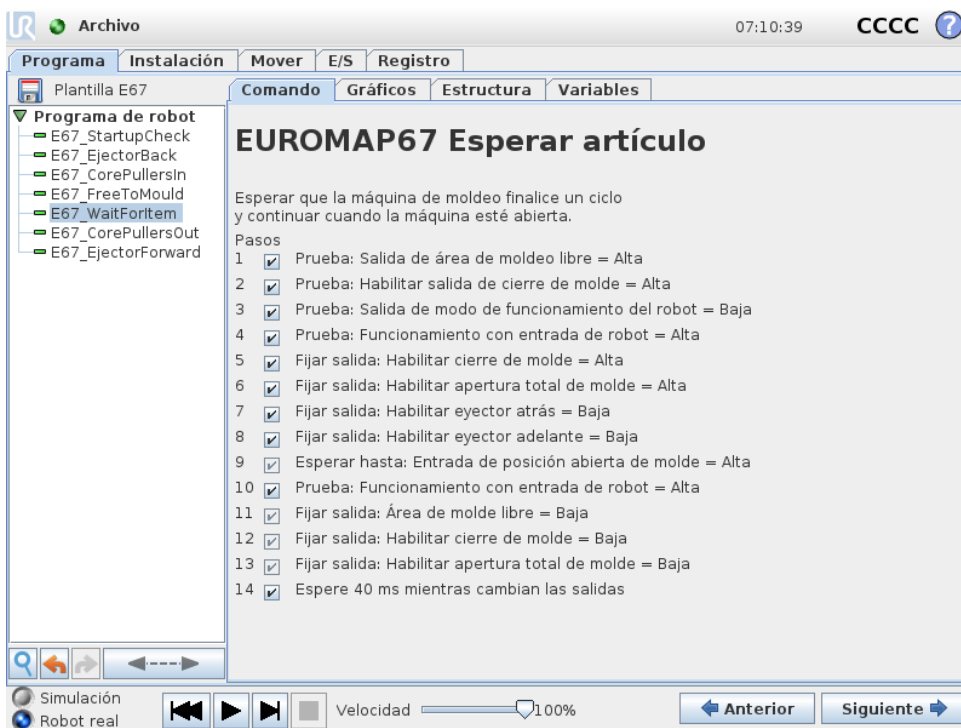 UR Archivo 07:10:39 CCCC ?
Programa Instalación Mover E/S Registro
Plantilla E67
Comando Gráficos Estructura Variables
Programa de robot
E67_StartupCheck
E67_EjectorBack
E67_CorePullersIn
E67_FreeToMould
E67_WaitForItem
E67_CorePullersOut
E67_EjectorForward
EUROMAP67 Esperar artículo
Esperar que la máquina de moldeo finalice un ciclo
y continuar cuando la máquina esté abierta.
Pasos
1 Prueba: Salida de área de moldeo libre = Alta
2 Prueba: Habilitar salida de cierre de molde = Alta
3 Prueba: Salida de modo de funcionamiento del robot = Baja
4 Prueba: Funcionamiento con entrada de robot = Alta
5 Fijar salida: Habilitar cierre de molde = Alta
6 Fijar salida: Habilitar apertura total de molde = Alta
7 Fijar salida: Habilitar eyector atrás = Baja
8 Fijar salida: Habilitar eyector adelante = Baja
9 Esperar hasta: Entrada de posición abierta de molde = Alta
10 Prueba: Funcionamiento con entrada de robot = Alta
11 Fijar salida: Área de molde libre = Baja
12 Fijar salida: Habilitar cierre de molde = Baja
13 Fijar salida: Habilitar apertura total de molde = Baja
14 Espere 40 ms mientras cambian las salidas
Simulación
Robot real
Velocidad 100%
Anterior Siguiente